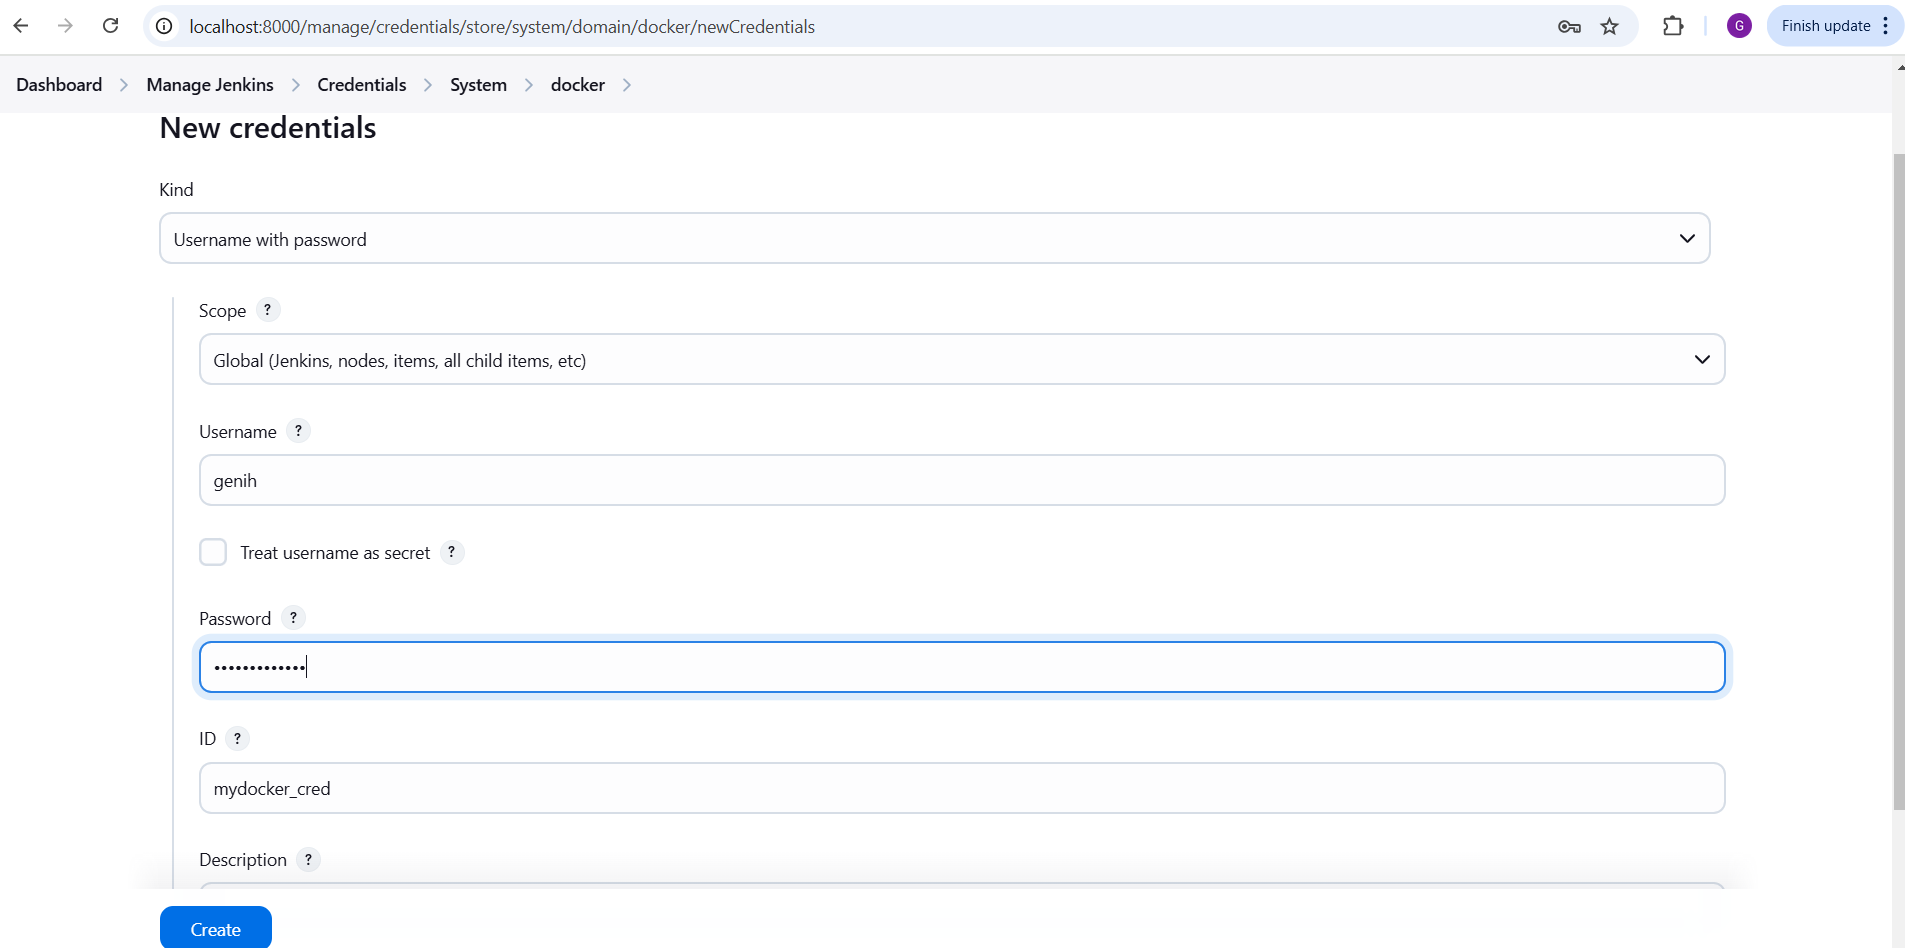 localhost:8000/manage/credentials/store/system/domain/docker/newCredentials
G
Finish update
Dashboard > Manage Jenkins > Credentials > System > docker >
New credentials
Kind
Username with password
Scope ?
Global (Jenkins, nodes, items, all child items, etc)
Username ?
genih
Treat username as secret ?
Password ?
•••••••••••••
ID ?
mydocker_cred
Description ?
Create